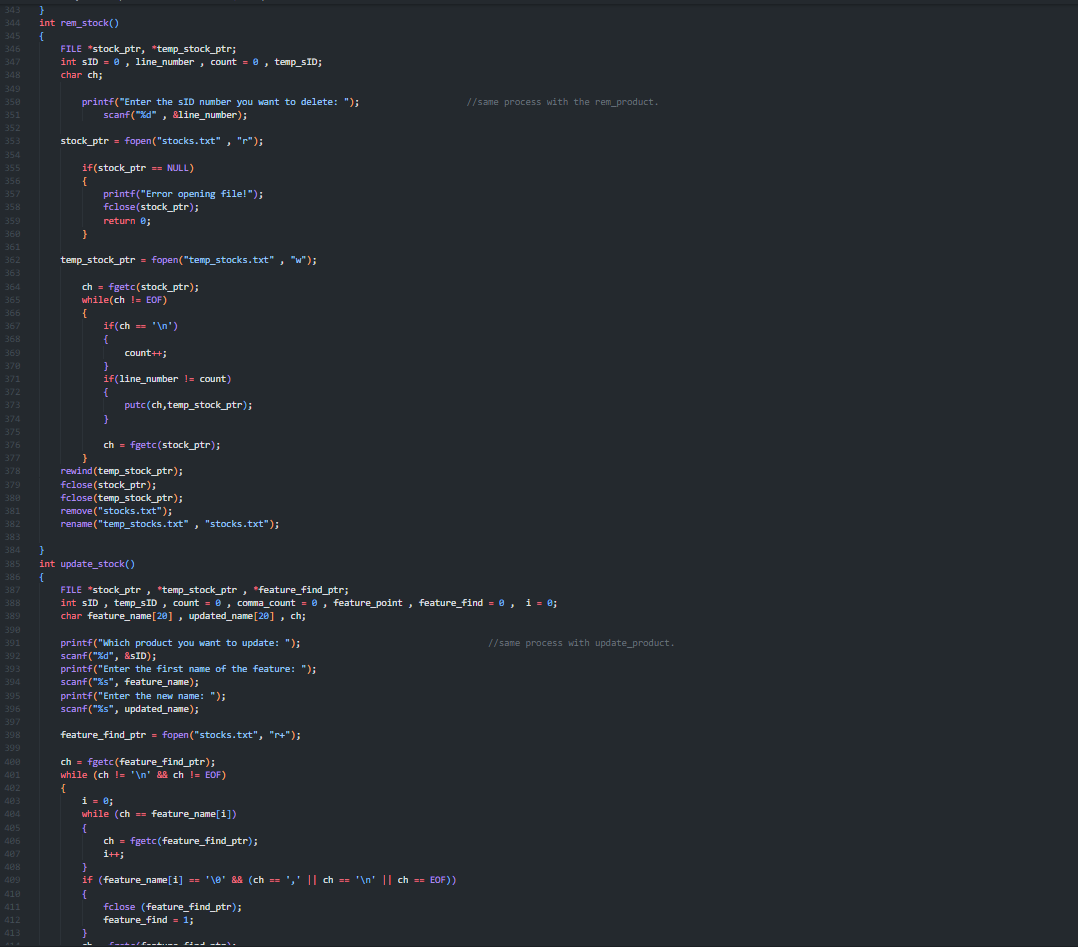 343 }
344 int rem_stock()
345 {
346 FILE *stock_ptr, *temp_stock_ptr;
347 int sID = 0 , line_number , count = 0 , temp_sID;
348 char ch;
349
350 printf("Enter the sID number you want to delete: "); //same process with the rem_product.
351 scanf("%d" , &line_number);
352
353 stock_ptr = fopen("stocks.txt" , "r");
354
355 if(stock_ptr == NULL)
356 {
357 printf("Error opening file!");
358 fclose(stock_ptr);
359 return 0;
360 }
361
362 temp_stock_ptr = fopen("temp_stocks.txt" , "w");
363
364 ch = fgetc(stock_ptr);
365 while(ch != EOF)
366 {
367 if(ch == '\n')
368 {
369 count++;
370 }
371 if(line_number != count)
372 {
373 putc(ch,temp_stock_ptr);
374 }
375
376 ch = fgetc(stock_ptr);
377 }
378 rewind(temp_stock_ptr);
379 fclose(stock_ptr);
380 fclose(temp_stock_ptr);
381 remove("stocks.txt");
382 rename("temp_stocks.txt" , "stocks.txt");
383
384 }
385 int update_stock()
386 {
387 FILE *stock_ptr , *temp_stock_ptr , *feature_find_ptr;
388 int sID , temp_sID , count = 0 , comma_count = 0 , feature_point , feature_find = 0 , i = 0;
389 char feature_name[20] , updated_name[20] , ch;
390
391 printf("Which product you want to update: "); //same process with update_product.
392 scanf("%d", &sID);
393 printf("Enter the first name of the feature: ");
394 scanf("%s", feature_name);
395 printf("Enter the new name: ");
396 scanf("%s", updated_name);
397
398 feature_find_ptr = fopen("stocks.txt", "r+");
399
400 ch = fgetc(feature_find_ptr);
401 while (ch != '\n' && ch != EOF)
402 {
403 i = 0;
404 while (ch == feature_name[i])
405 {
406 ch = fgetc(feature_find_ptr);
407 i++;
408 }
409 if (feature_name[i] == '\0' && (ch == ',' || ch == '\n' || ch == EOF))
410 {
411 fclose (feature_find_ptr);
412 feature_find = 1;
413 }